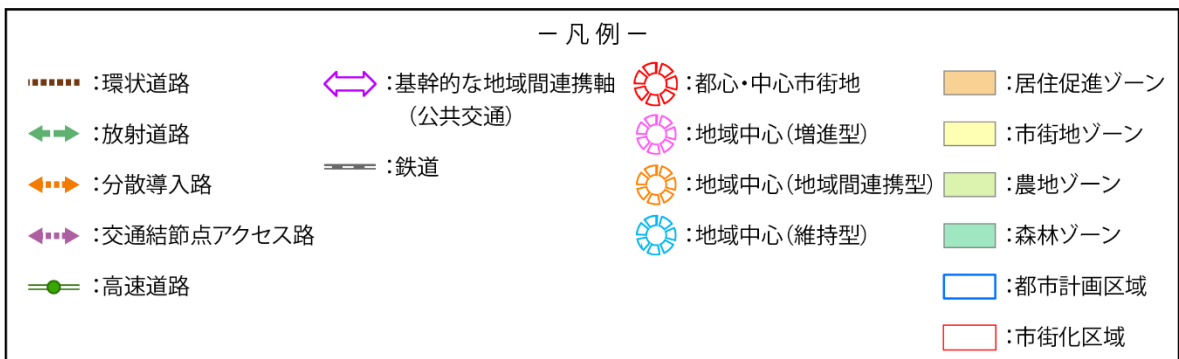 －凡例－
：環状道路
：放射道路
：分散導入路
：交通結節点アクセス路
：高速道路
：基幹的な地域間連携軸
（公共交通）
：鉄道
：都心・中心市街地
：地域中心（増進型）
：地域中心（地域間連携型）
：地域中心（維持型）
：居住促進ゾーン
：市街地ゾーン
：農地ゾーン
：森林ゾーン
：都市計画区域
：市街化区域